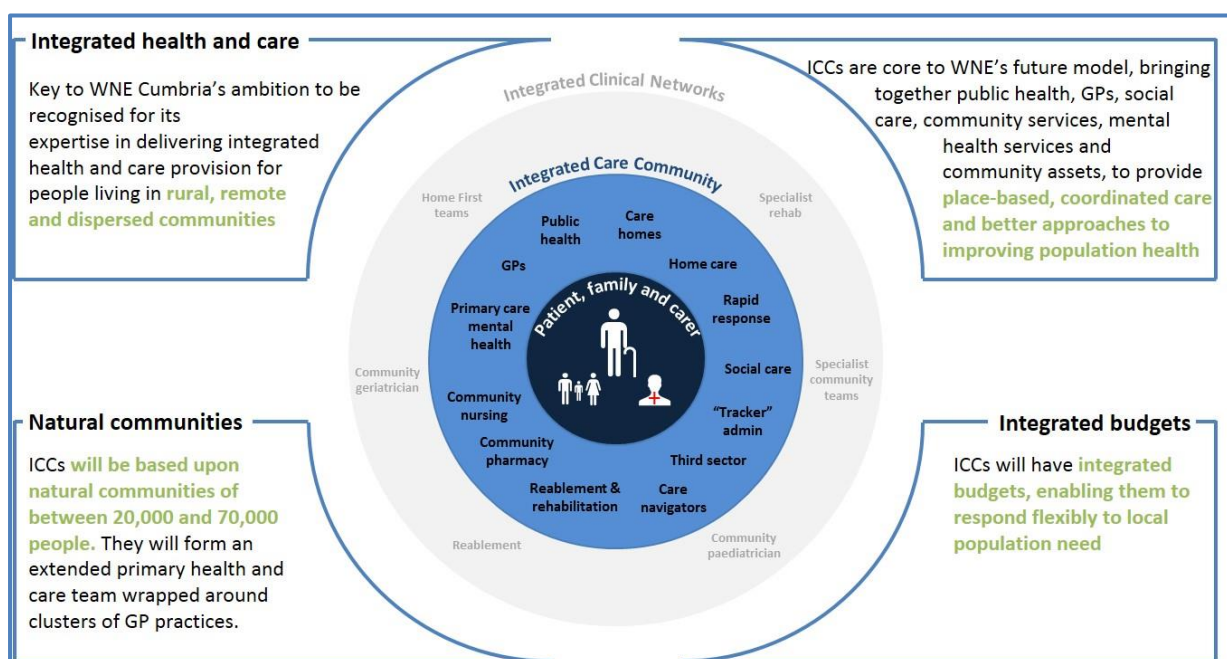 Integrated health and care
Key to WNE Cumbria's ambition to be
recognised for its
expertise in delivering integrated
health and care provision for
people living in rural, remote
and dispersed communities
ICCs are core to WNE's future model, bringing
together public health, GPs, social
care, community services, mental
health services and
community assets, to provide
place-based, coordinated care
and better approaches to
improving population health
Integrated Clinical Networks
Home First
teams
Specialist
rehab
Community
geriatrician
Specialist
community
teams
Reablement
Community
paediatrician
Integrated Care Community
Public
health
Care
homes
GPs
Home care
Primary care
mental
health
Rapid
response
Social care
Community
nursing
"Tracker"
admin
Community
pharmacy
Third sector
Reablement &
rehabilitation
Care
navigators
Patient, family and carer
Natural communities
ICCs will be based upon
natural communities of
between 20,000 and 70,000
people. They will form an
extended primary health and
care team wrapped around
clusters of GP practices.
Integrated budgets
ICCs will have integrated
budgets, enabling them to
respond flexibly to local
population need